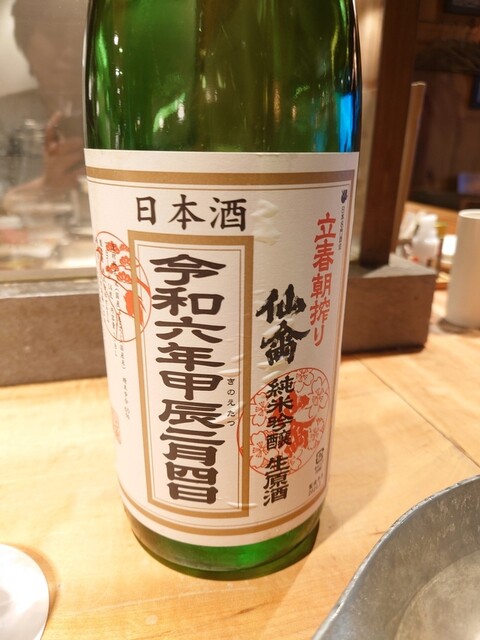 日本酒
立春朝搾り
仙禽
純米吟醸 生原酒
令和六年甲辰二月四日
きのえたつ